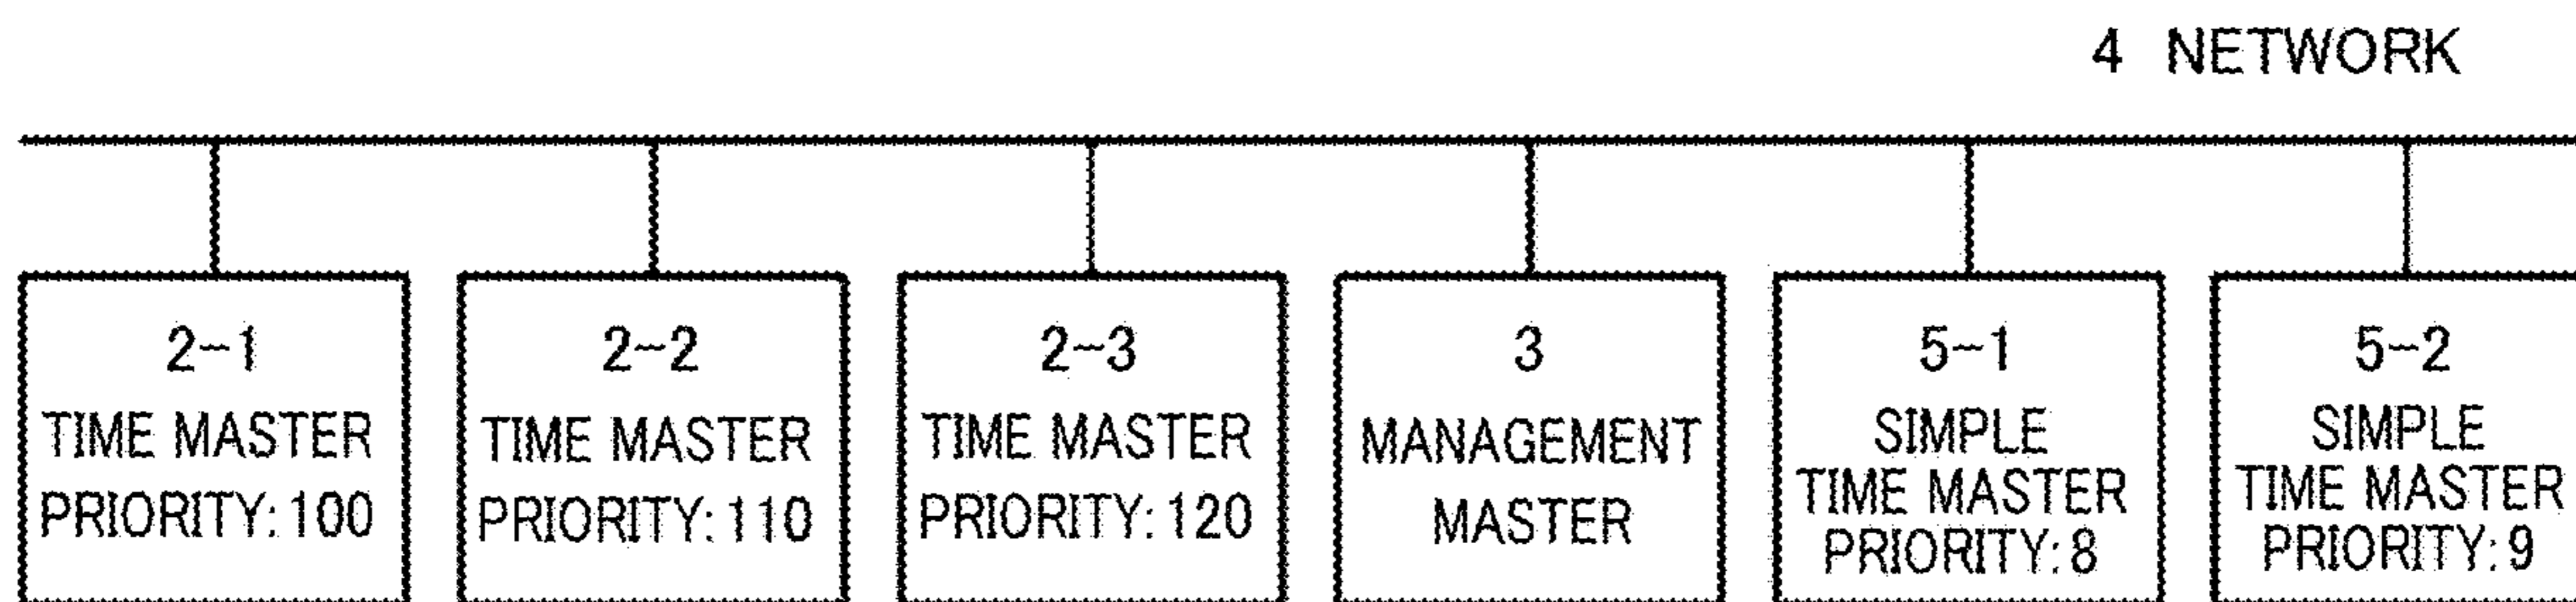 4 NETWORK
2-1
TIME MASTER
PRIORITY:100
2-2
TIME MASTER
PRIORITY:110
2-3
TIME MASTER
PRIORITY:120
3
MANAGEMENT
MASTER
5-1
SIMPLE
TIME MASTER
PRIORITY:8
5-2
SIMPLE
TIME MASTER
PRIORITY:9